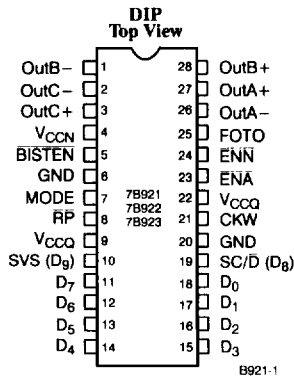 DIP
Top View
OutB− 1 28 OutB+
OutC− 2 27 OutA+
OutC+ 3 26 OutA−
VCCN 4 25 FOTO
BISTEN 5 24 ENN
GND 6 23 ENA
MODE 7 7B921 22 VCCQ
RP 8 7B922 21 CKW
VCCQ 9 7B923 20 GND
SVS (D9) 10 19 SC/D (D8)
D7 11 18 D0
D6 12 17 D1
D5 13 16 D2
D4 14 15 D3
B921-1